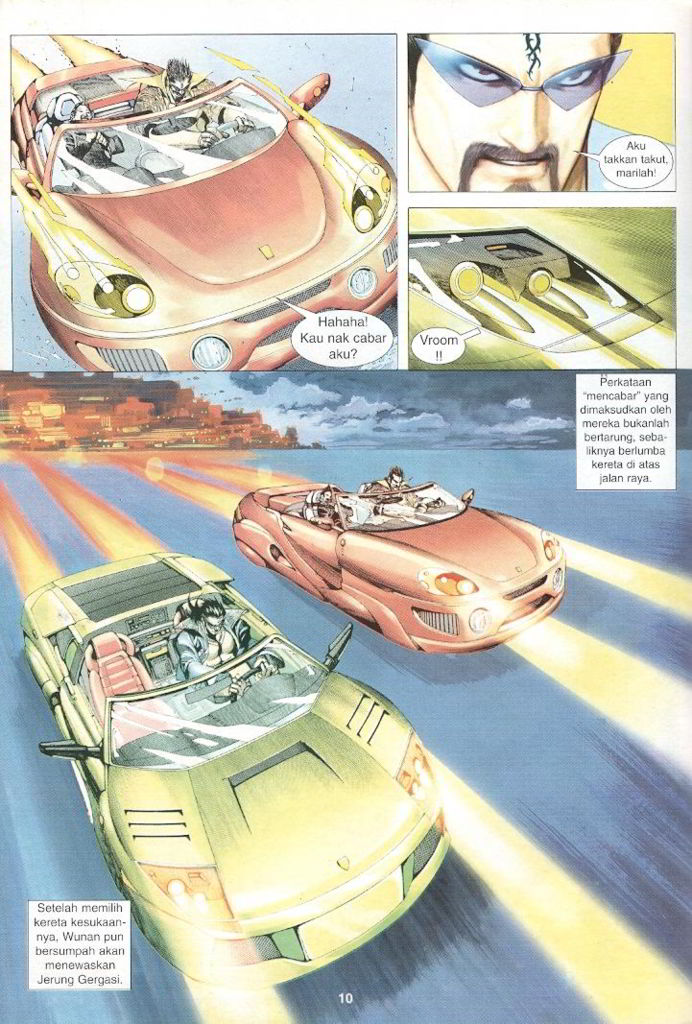 Hahaha!
Kau nak cabar
aku?
Aku
takkan takut,
marilah!
Vroom
!!
Perkataan
"mencabar" yang
dimaksudkan oleh
mereka bukanlah
bertarung, seba-
liknya berlumba
kereta di atas
jalan raya.
Setelah memilih
kereta kesukaan-
nya, Wunan pun
bersumpah akan
menewaskan
Jerung Gergasi.
10